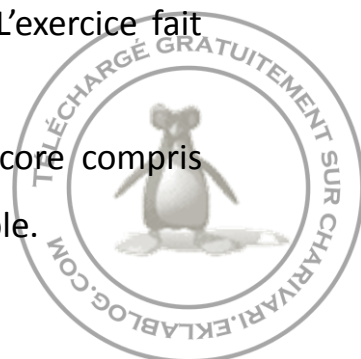 L’exercice fait
core compris
le.
TÉLÉCHARGÉ GRATUITEMENT SUR CHARIVARI.EKLABLOG.COM